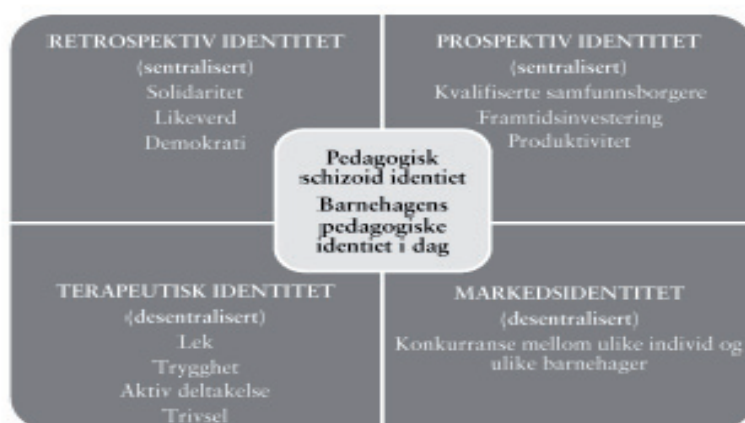 RETROSPEKTIV IDENTITET
(sentralisert)
Solidaritet
Likeverd
Demokrati
PROSPEKTIV IDENTITET
(sentralisert)
Kvalifiserte samfunnsborgere
Framtidsinvestering
Produktivitet
Pedagogisk
schizoid identiet
Barnehagens
pedagogiske
identiet i dag
TERAPEUTISK IDENTITET
(desentralisert)
Lek
Trygghet
Aktiv deltakelse
Trivsel
MARKEDSIDENTITET
(desentralisert)
Konkurranse mellom ulike individ og
ulike barnehager